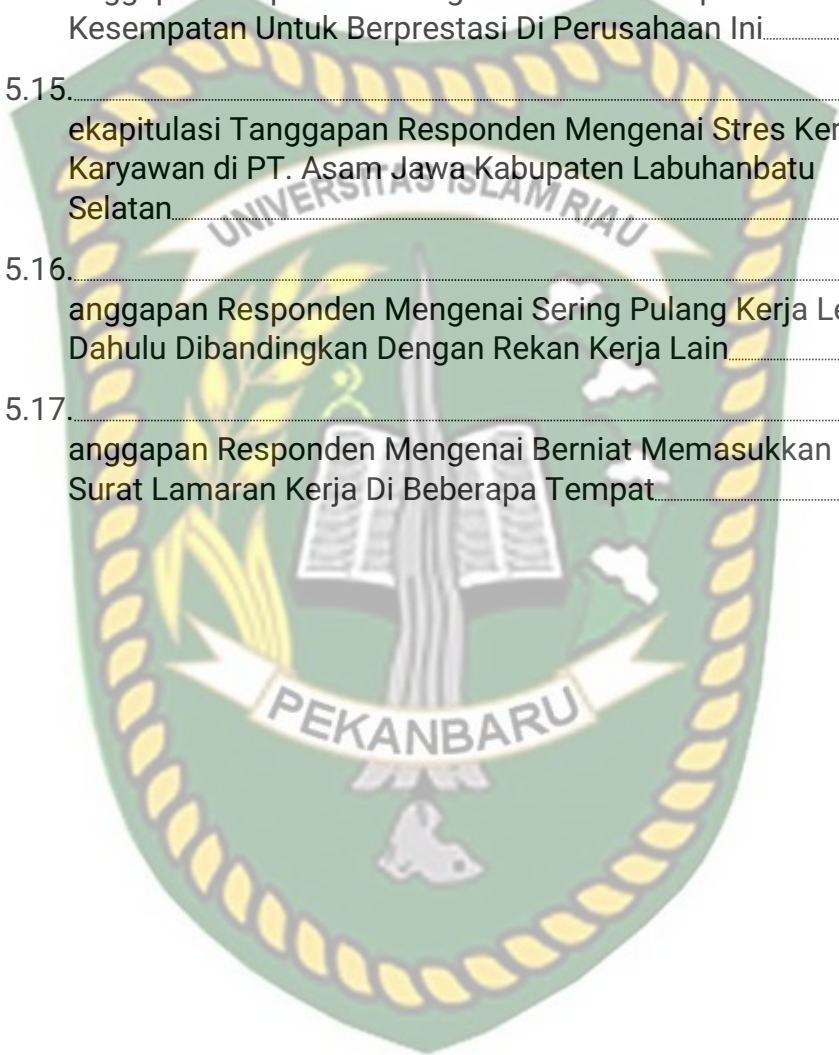 Kesempatan Untuk Berprestasi Di Perusahaan Ini
5.15.
ekapitulasi Tanggapan Responden Mengenai Stres Ker
Karyawan di PT. Asam Jawa Kabupaten Labuhanbatu
Selatan
UNIVERSITAS ISLAM RIAU
5.16.
anggapan Responden Mengenai Sering Pulang Kerja Le
Dahulu Dibandingkan Dengan Rekan Kerja Lain
5.17.
anggapan Responden Mengenai Berniat Memasukkan
Surat Lamaran Kerja Di Beberapa Tempat
PEKANBARU